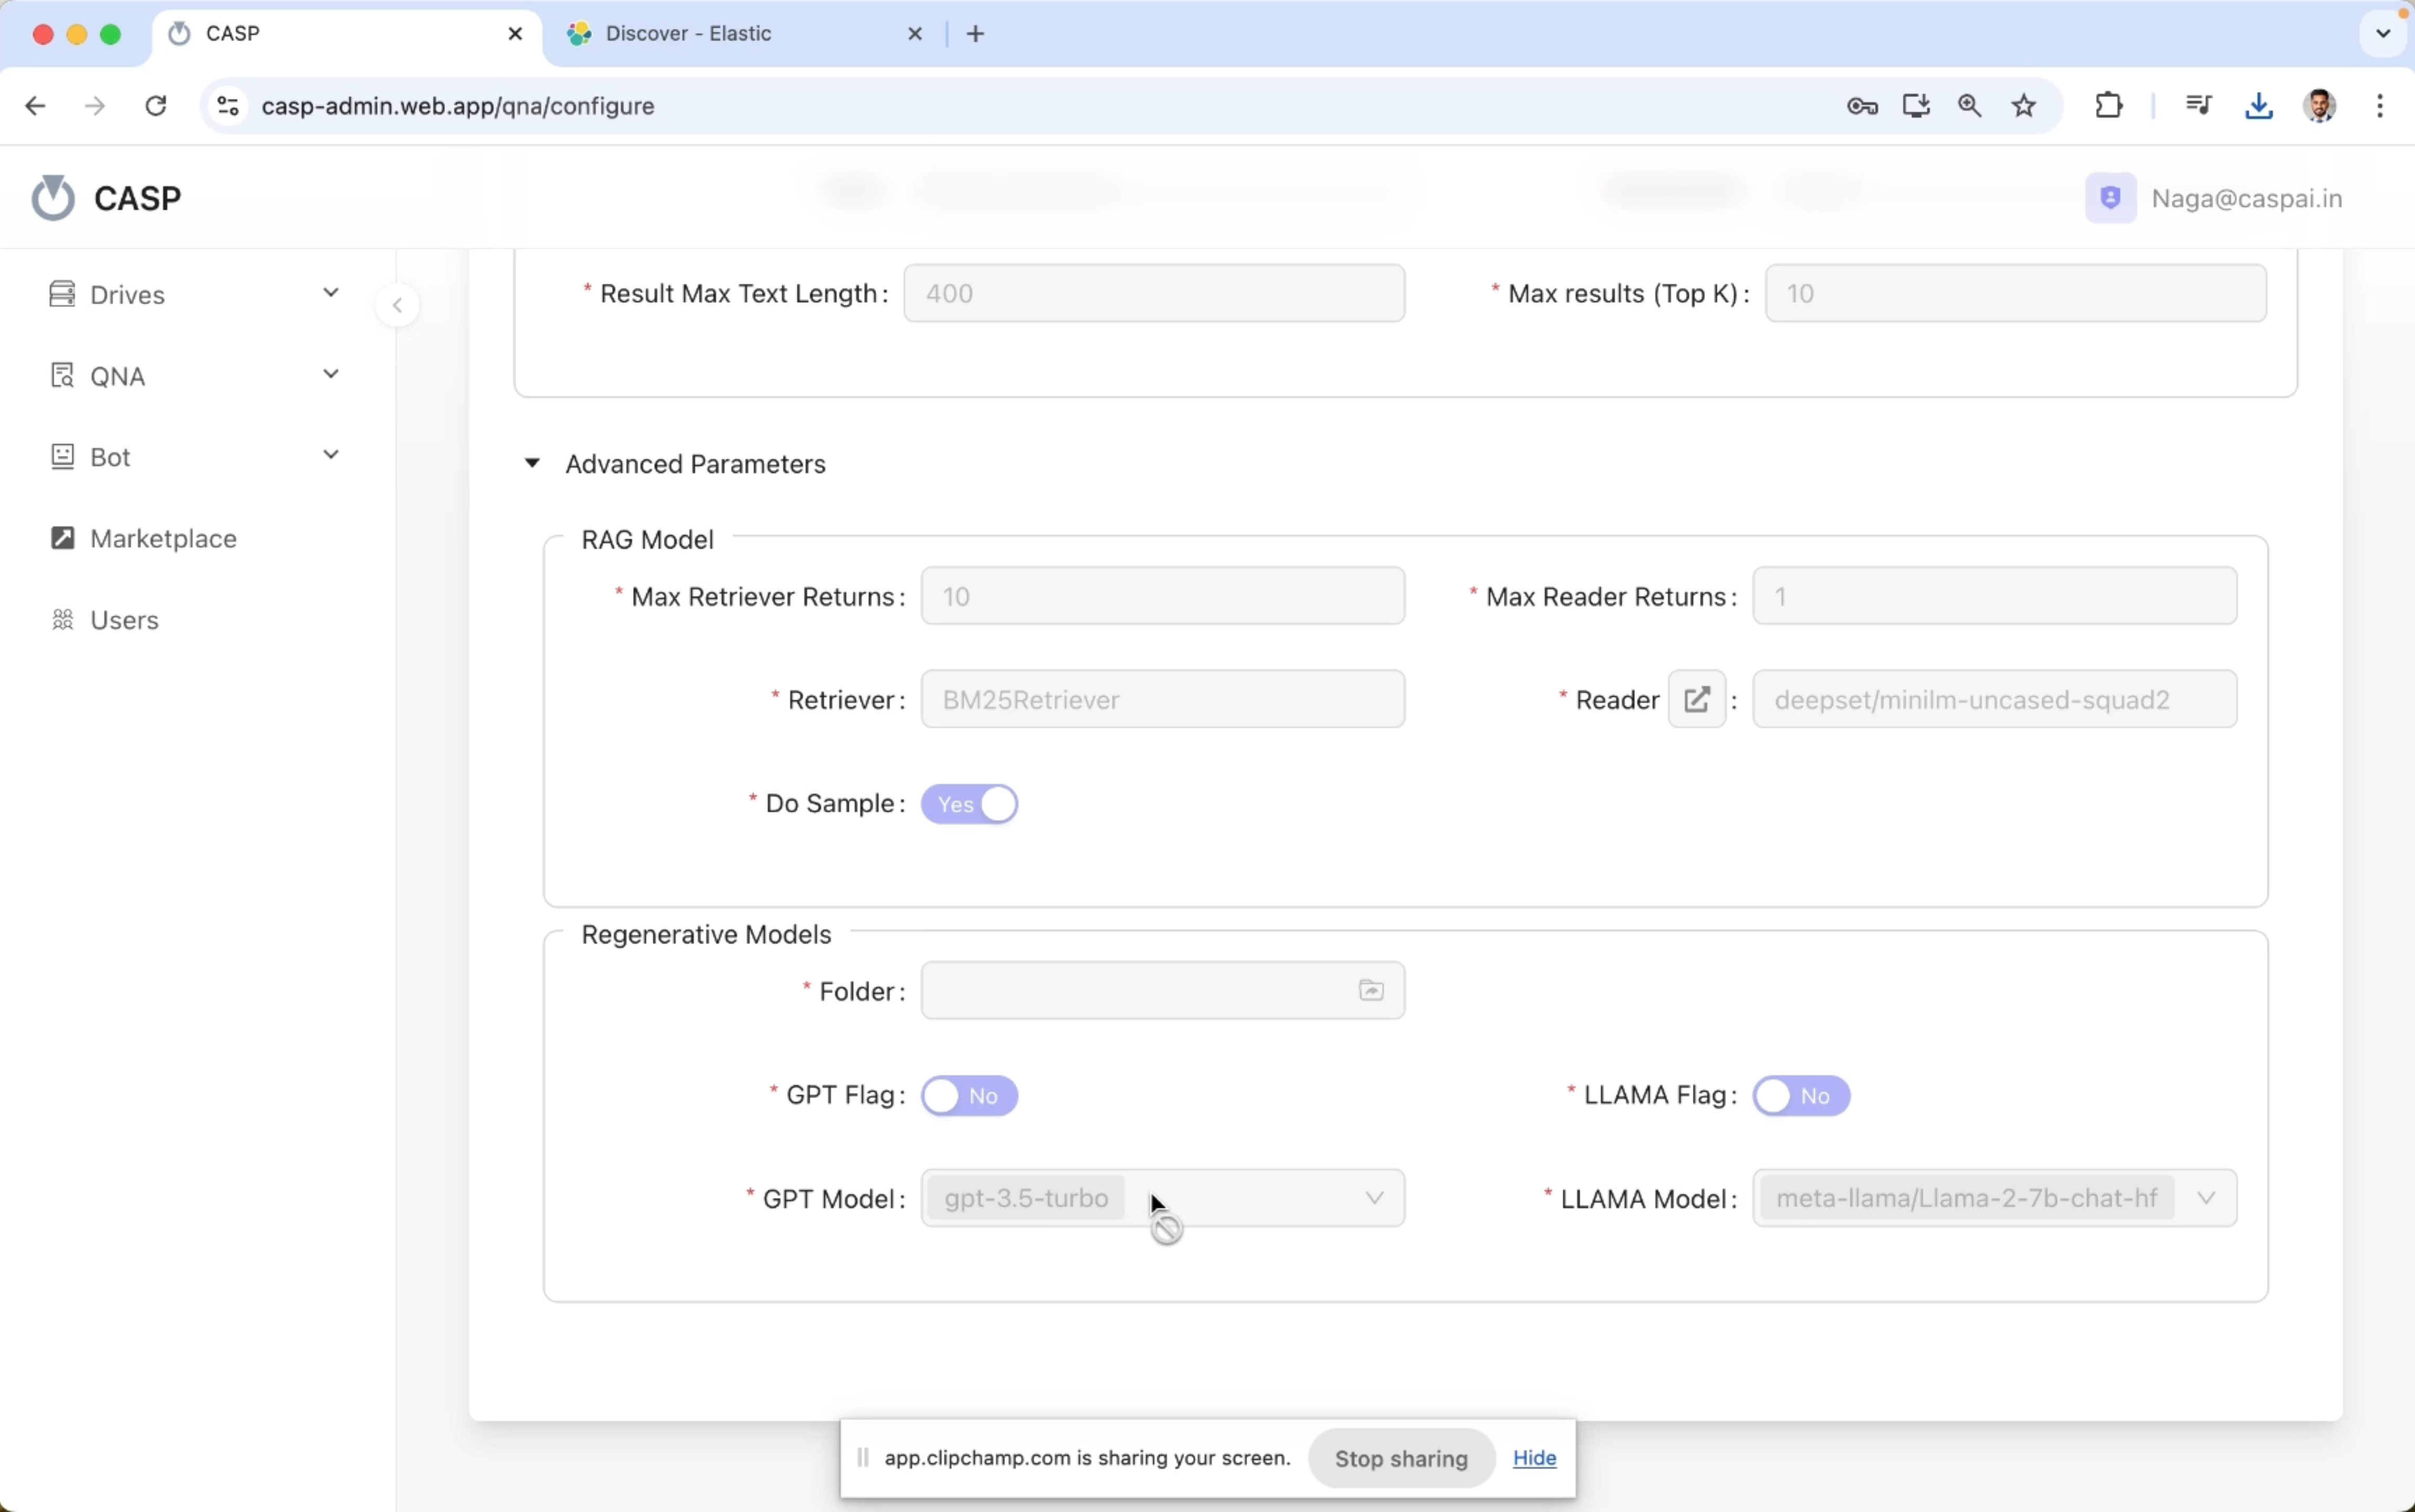 CASP
Discover - Elastic
casp-admin.web.app/qna/configure
CASP
Naga@caspai.in
Drives
QNA
Bot
Marketplace
Users
* Result Max Text Length : 400
* Max results (Top K) : 10
Advanced Parameters
RAG Model
* Max Retriever Returns : 10
* Max Reader Returns : 1
* Retriever : BM25Retriever
* Reader : deepset/minilm-uncased-squad2
* Do Sample : Yes
Regenerative Models
* Folder :
* GPT Flag : No
* LLAMA Flag : No
* GPT Model : gpt-3.5-turbo
* LLAMA Model : meta-llama/Llama-2-7b-chat-hf
app.clipchamp.com is sharing your screen.
Stop sharing
Hide